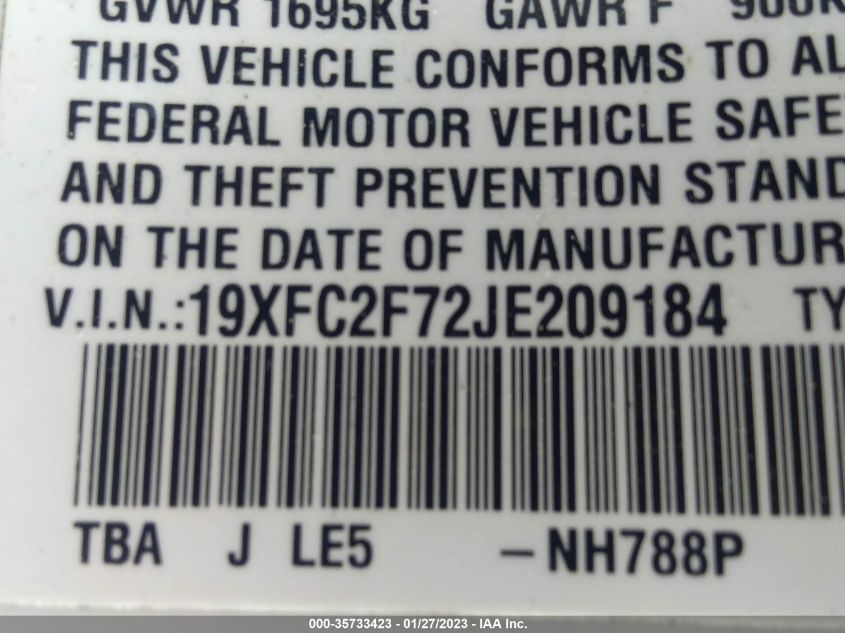 GVWR 1695KG GAWR F 900K
THIS VEHICLE CONFORMS TO AL
FEDERAL MOTOR VEHICLE SAFE
AND THEFT PREVENTION STAND
ON THE DATE OF MANUFACTUR
V.I.N.:19XFC2F72JE209184 TY
TBA J LE5 –NH788P
000-35733423 - 01/27/2023 - IAA Inc.